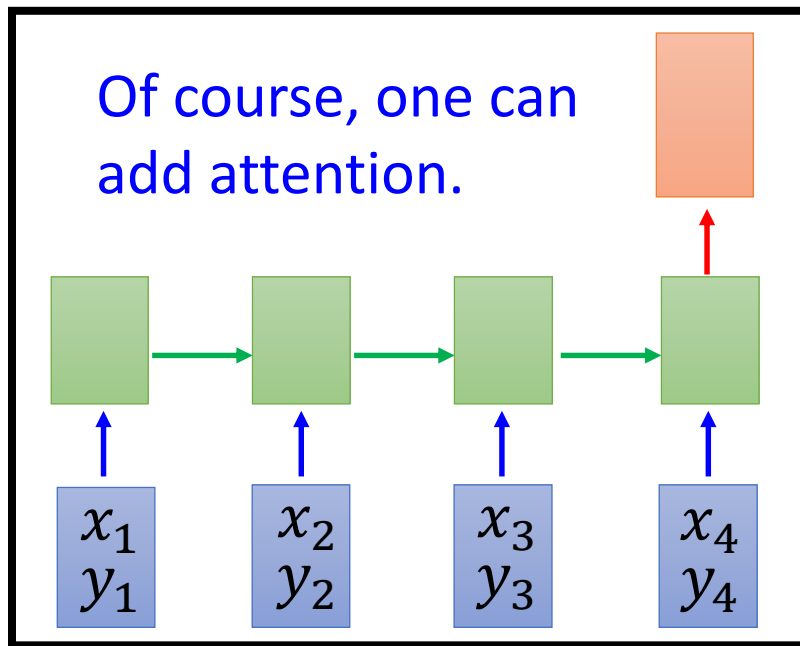 Of course, one can
add attention.
x₁ x₂ x₃ x₄
y₁ y₂ y₃ y₄